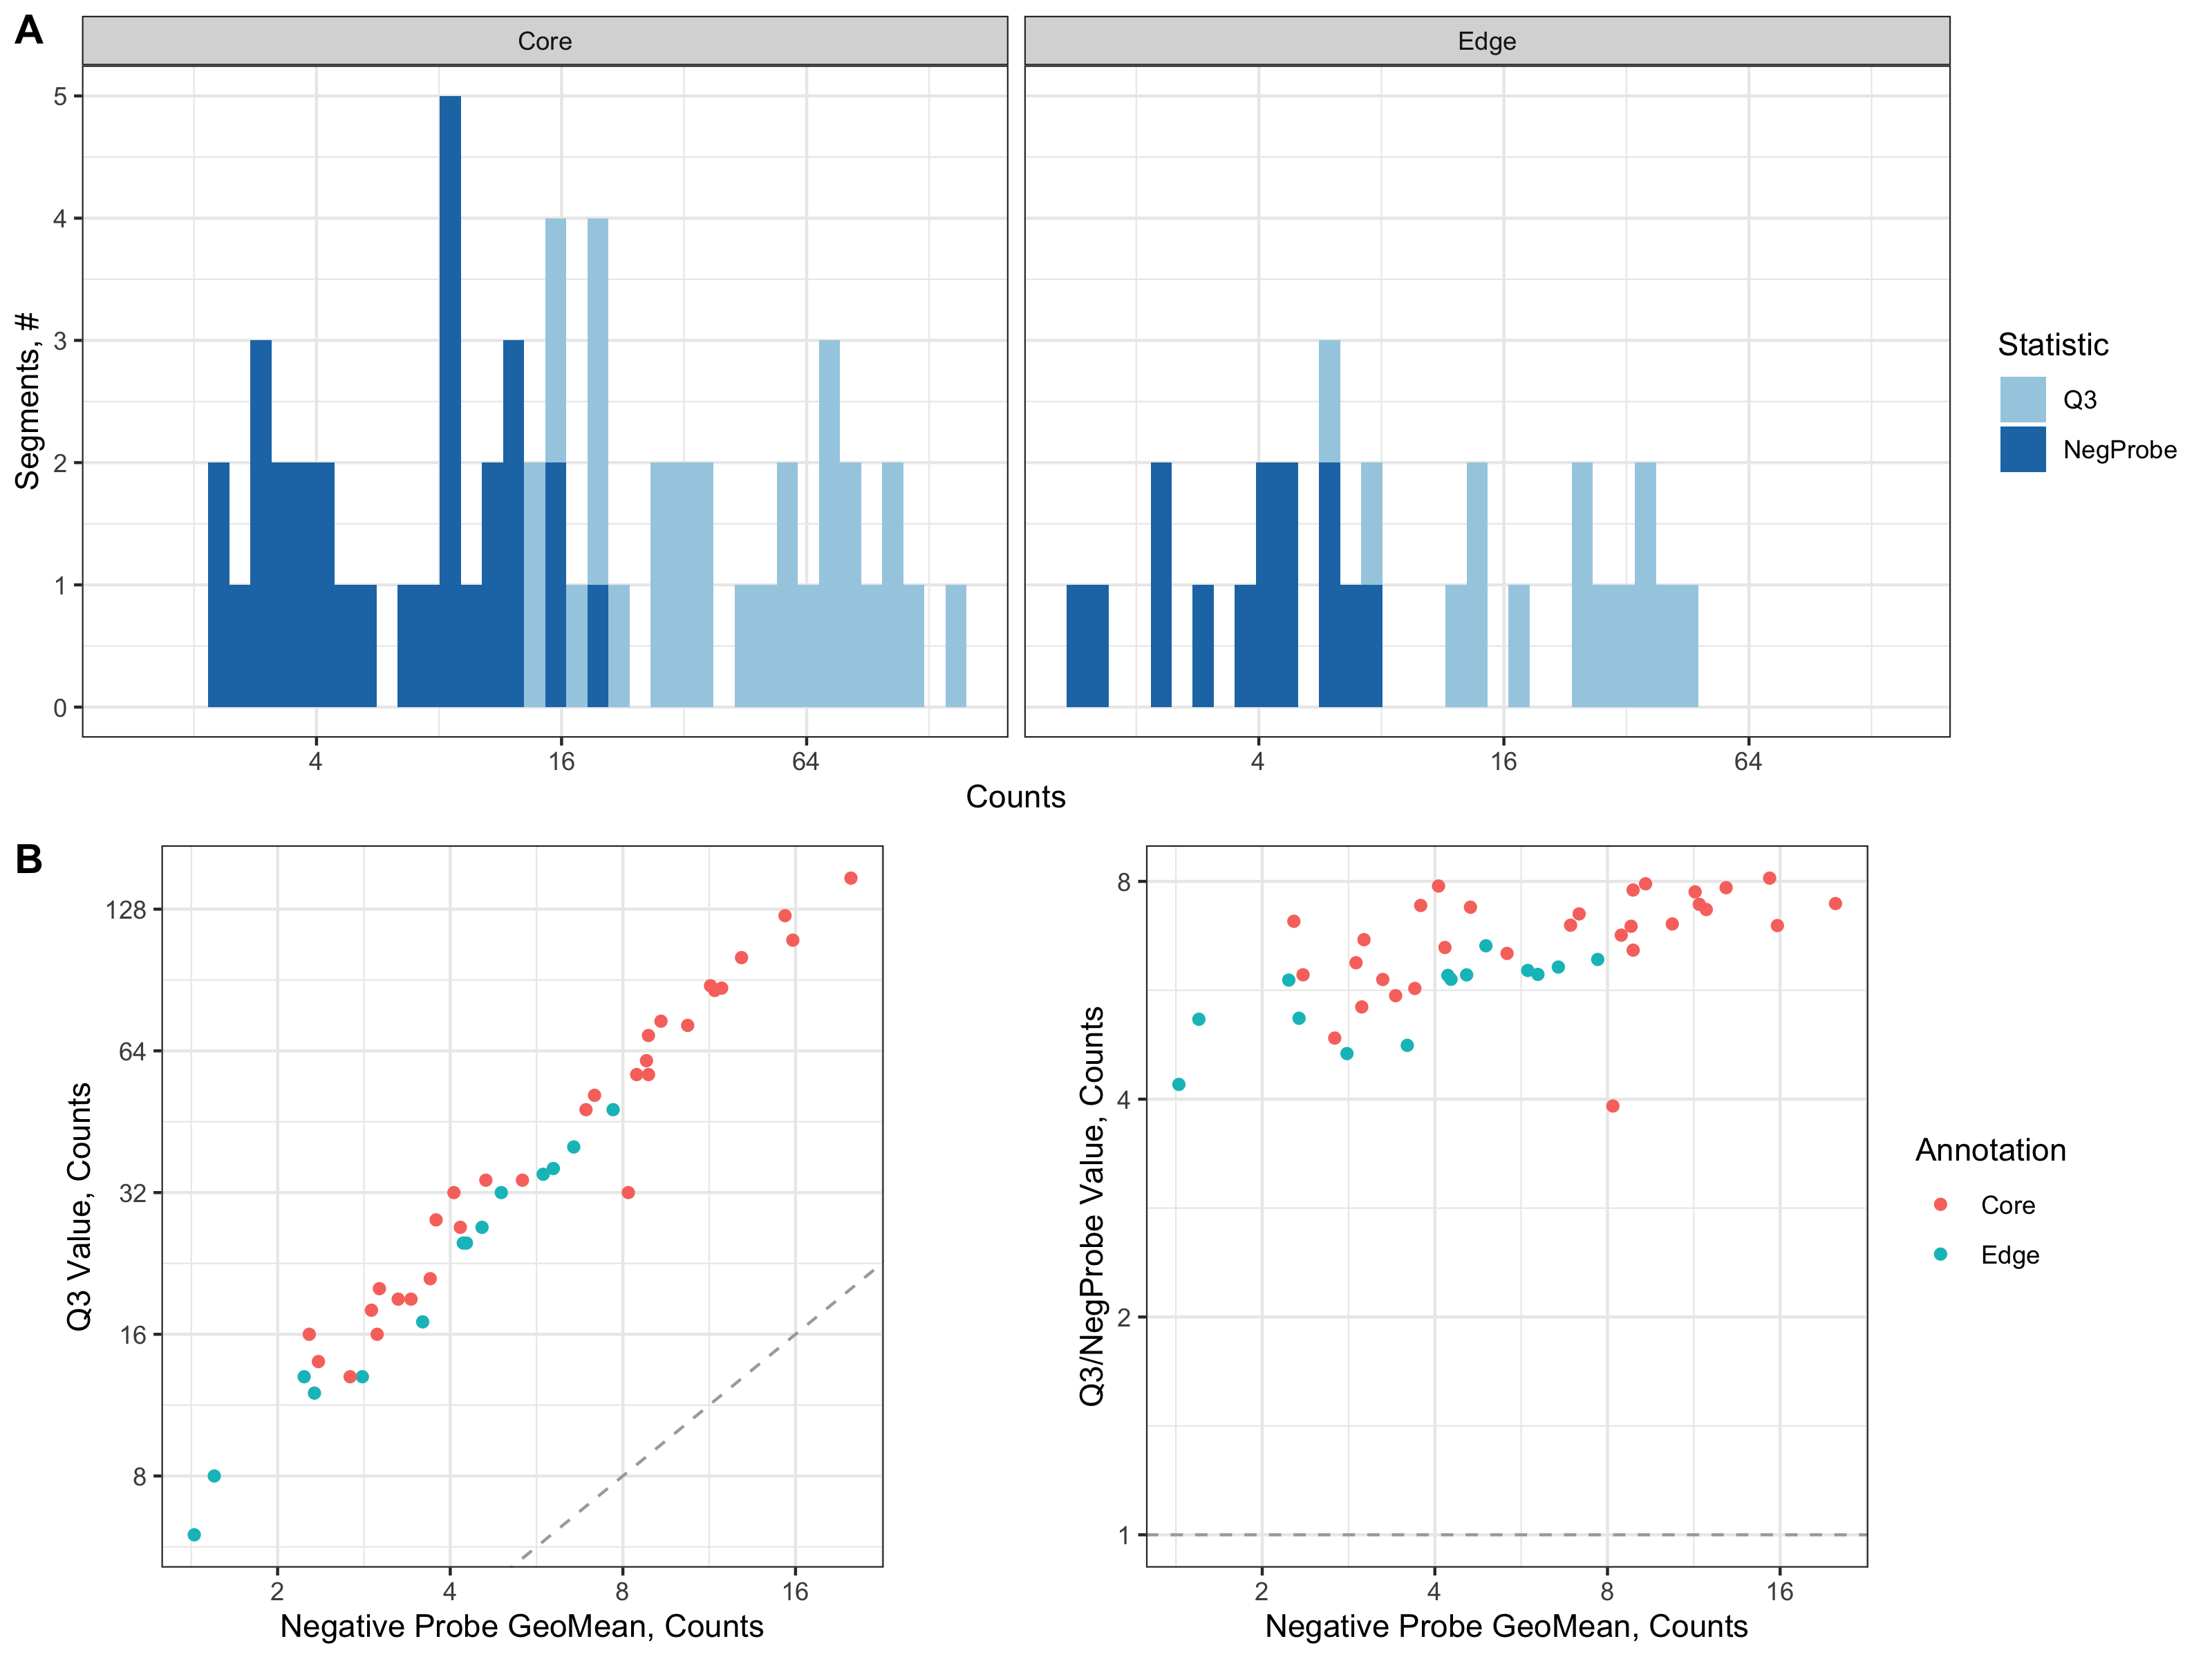 A
Core
Edge
5
4
3
2
1
0
Segments, #
4
16
64
4
16
64
Counts
Statistic
Q3
NegProbe
B
128
64
32
16
8
Q3 Value, Counts
2
4
8
16
Negative Probe GeoMean, Counts
8
4
2
1
Q3/NegProbe Value, Counts
2
4
8
16
Negative Probe GeoMean, Counts
Annotation
Core
Edge